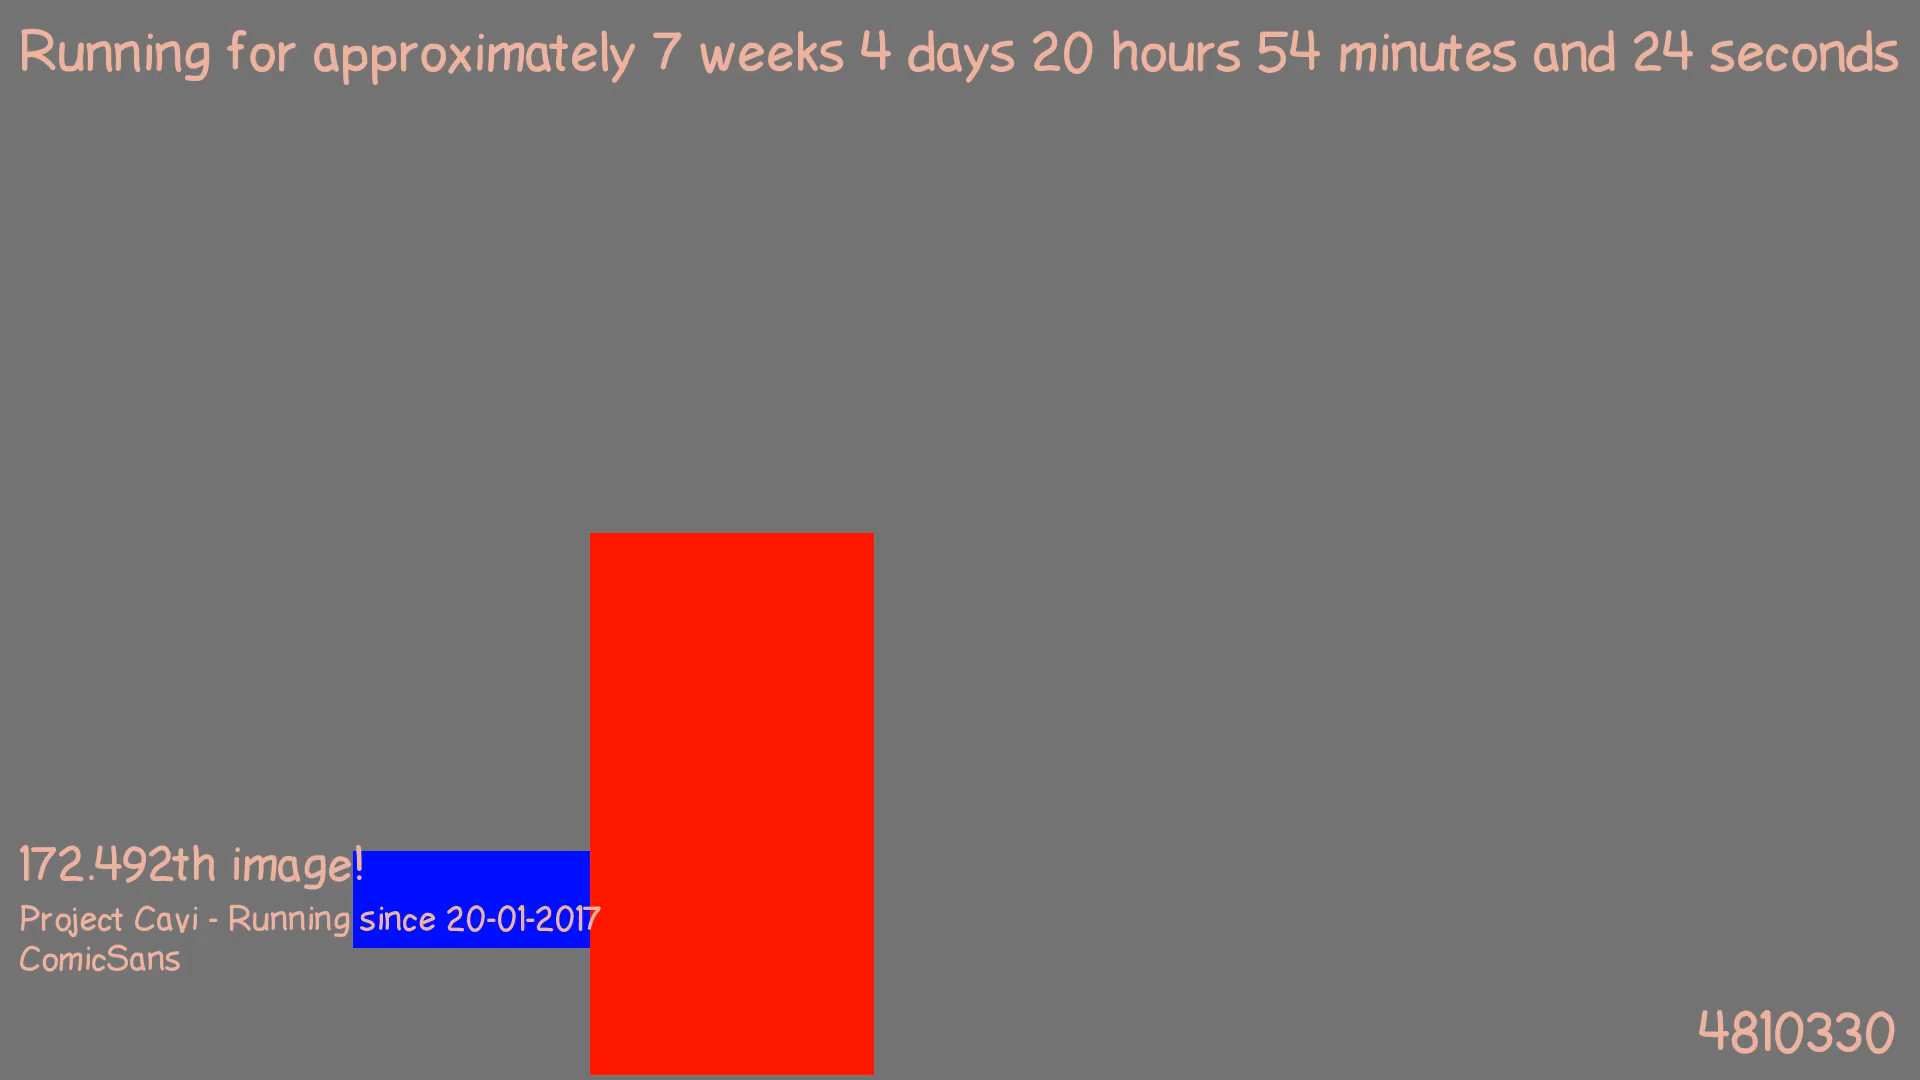 Running for approximately 7 weeks 4 days 20 hours 54 minutes and 24 seconds
172.492th image!
Project Cavi - Running since 20-01-2017
ComicSans
4810330